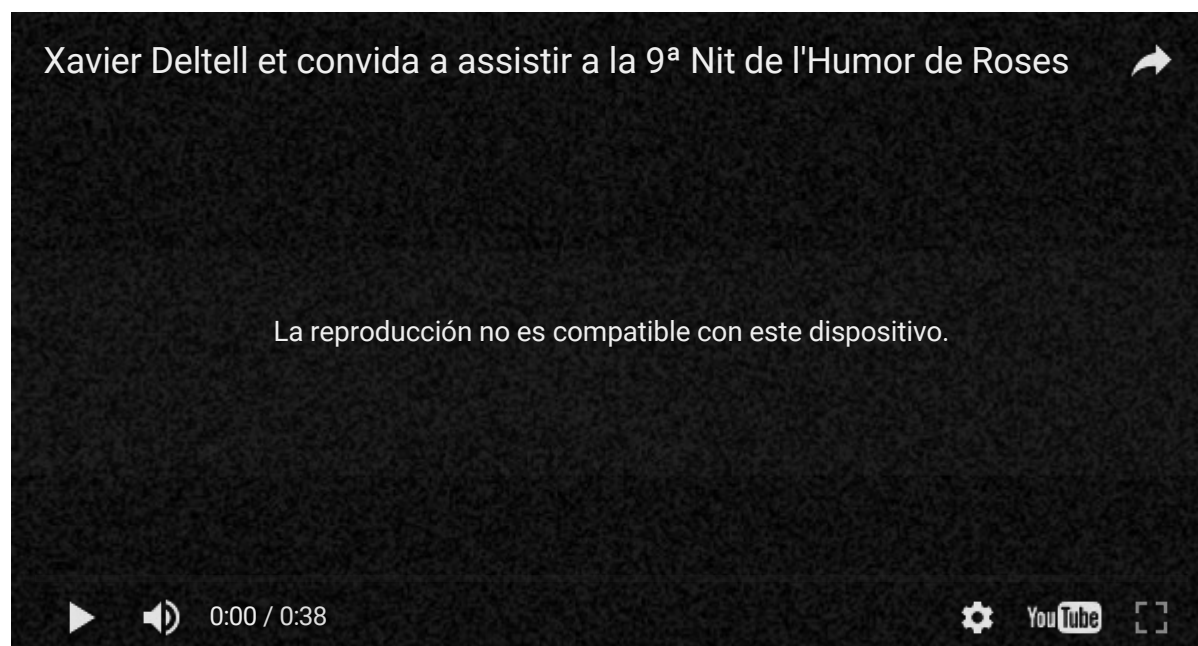 Xavier Deltell et convida a assistir a la 9ª Nit de l'Humor de Roses
La reproducción no es compatible con este dispositivo.
0:00 / 0:38
YouTube